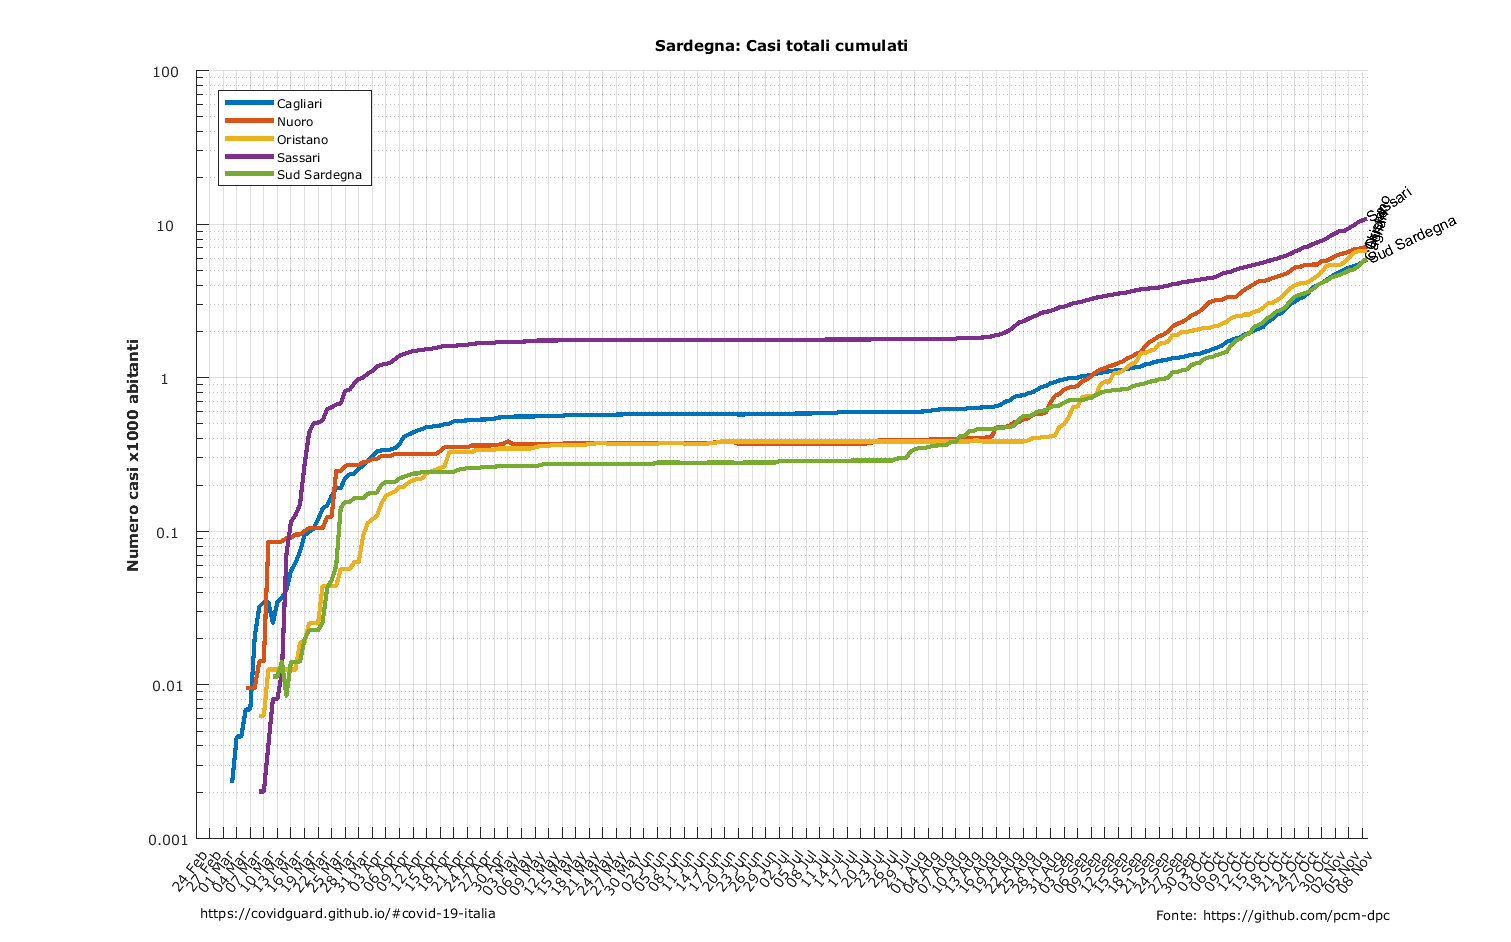 Sardegna: Casi totali cumulati
100
10
1
0.1
0.01
0.001
Numero casi x1000 abitanti
Cagliari
Nuoro
Oristano
Sassari
Sud Sardegna
Sassari
Sud Sardegna
24 Feb
27 Feb
01 Mar
04 Mar
07 Mar
10 Mar
13 Mar
16 Mar
19 Mar
22 Mar
25 Mar
28 Mar
31 Mar
03 Apr
06 Apr
09 Apr
12 Apr
15 Apr
18 Apr
21 Apr
24 Apr
27 Apr
30 Apr
03 May
06 May
09 May
12 May
15 May
18 May
21 May
24 May
27 May
30 May
02 Jun
05 Jun
08 Jun
11 Jun
14 Jun
17 Jun
20 Jun
23 Jun
26 Jun
29 Jun
02 Jul
05 Jul
08 Jul
11 Jul
14 Jul
17 Jul
20 Jul
23 Jul
26 Jul
29 Jul
01 Aug
04 Aug
07 Aug
10 Aug
13 Aug
16 Aug
19 Aug
22 Aug
25 Aug
28 Aug
31 Aug
03 Sep
06 Sep
09 Sep
12 Sep
15 Sep
18 Sep
21 Sep
24 Sep
27 Sep
30 Sep
03 Oct
06 Oct
09 Oct
12 Oct
15 Oct
18 Oct
21 Oct
24 Oct
27 Oct
30 Oct
02 Nov
05 Nov
08 Nov
https://covidguard.github.io/#covid-19-italia
Fonte: https://github.com/pcm-dpc